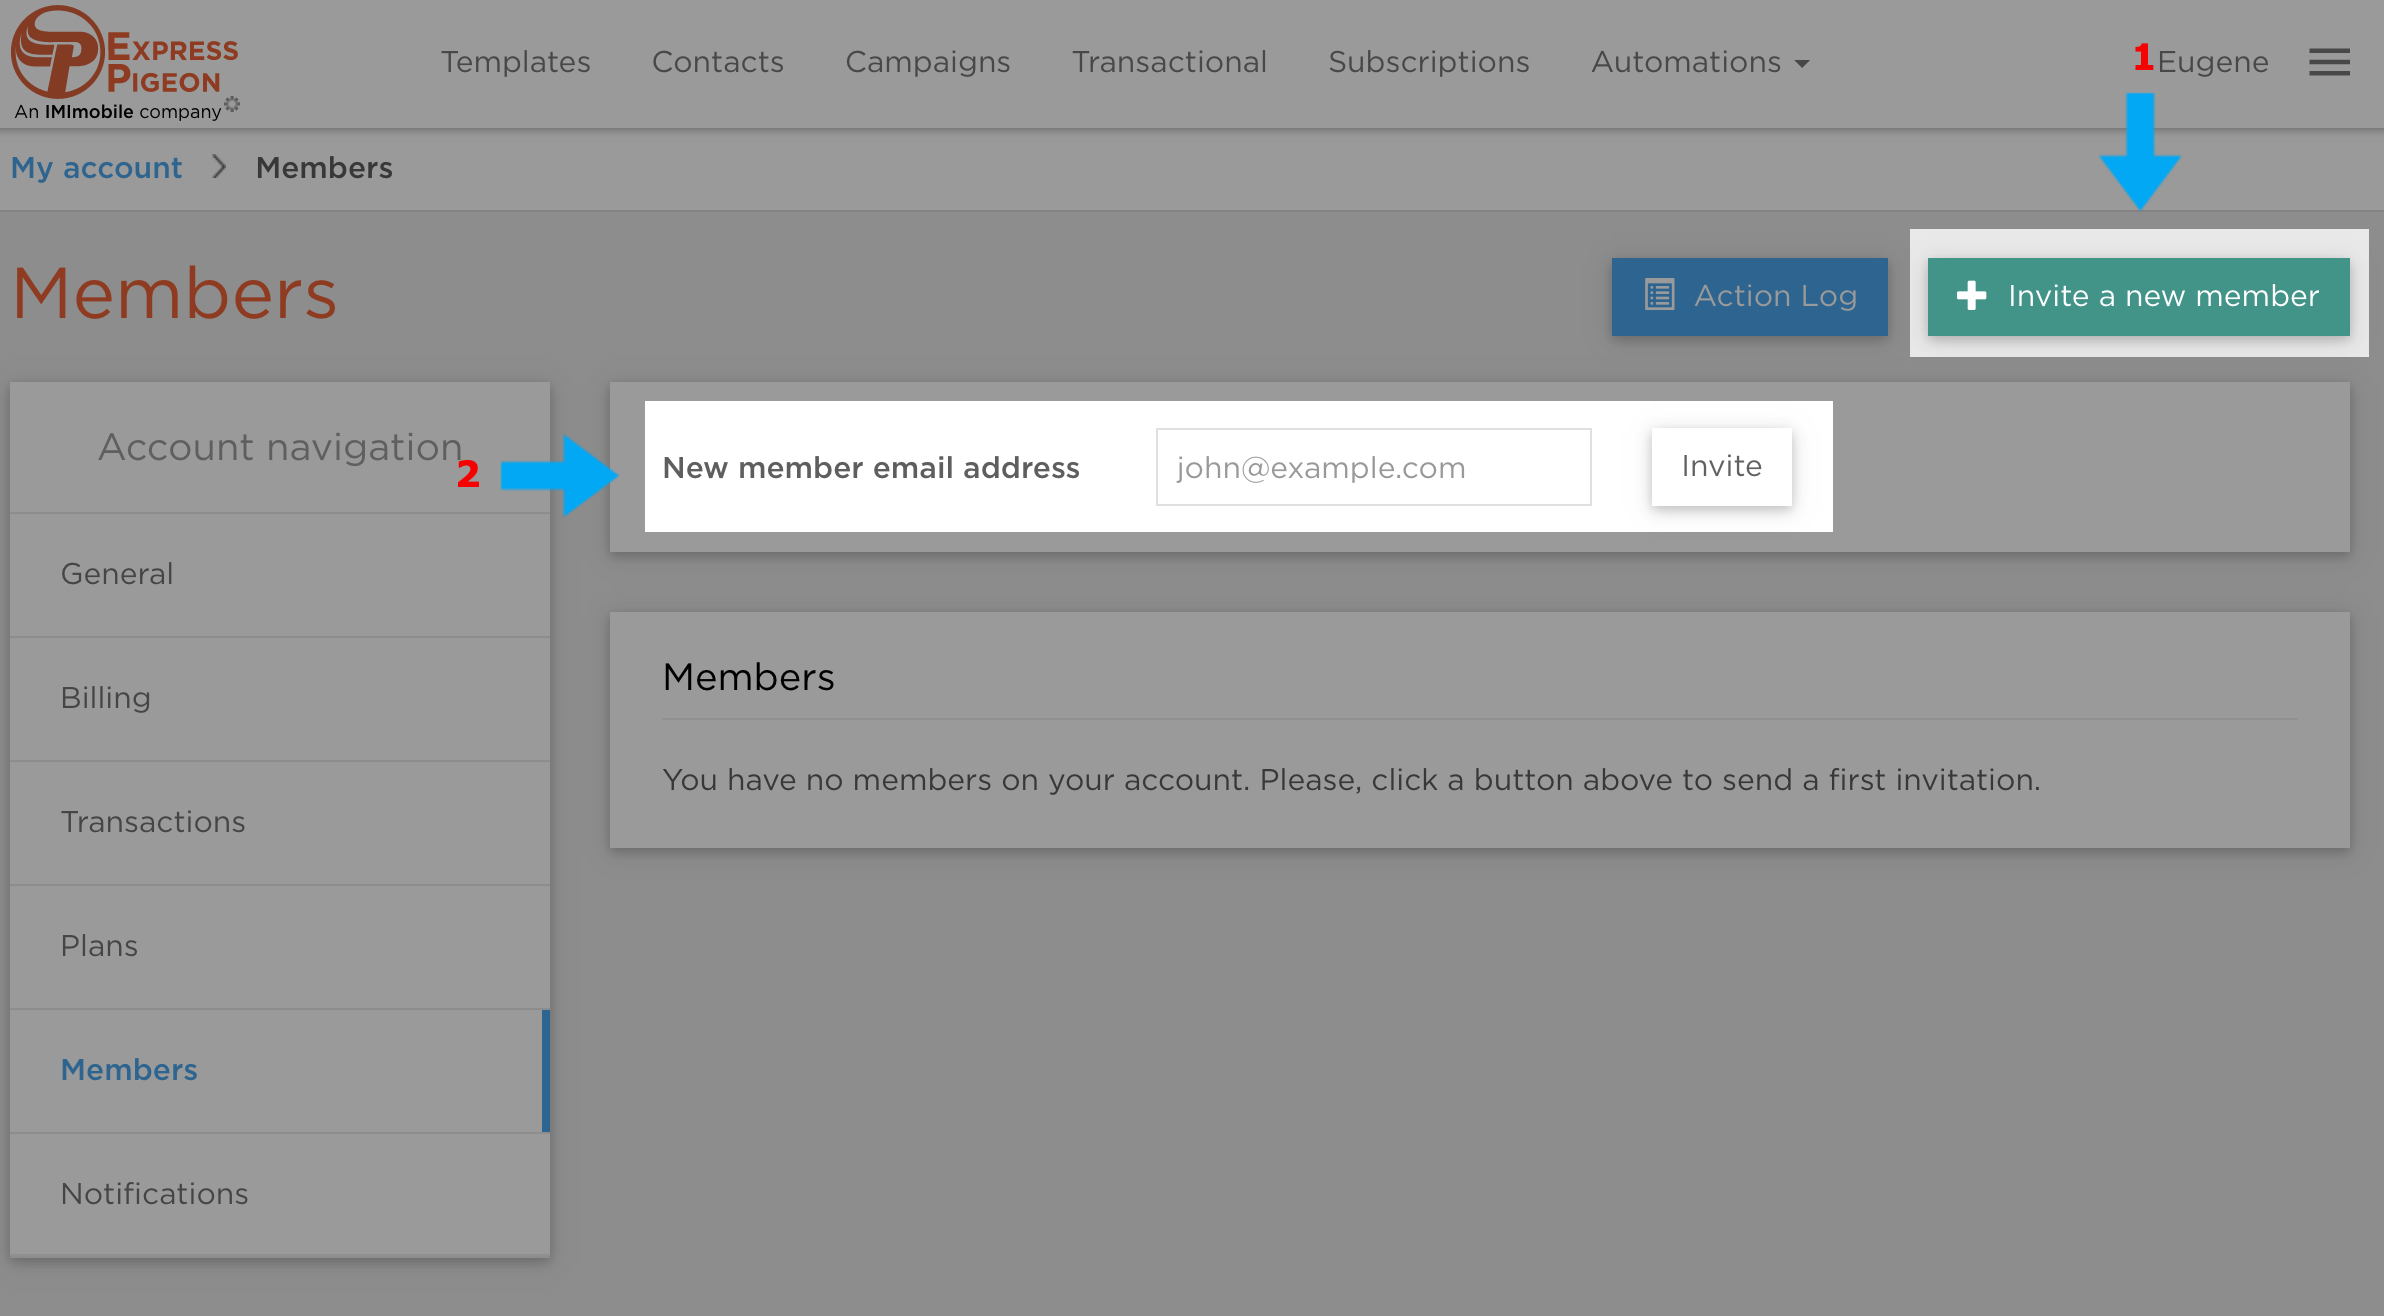 EXPRESS
PIGEON
An IMImobile company
Templates Contacts Campaigns Transactional Subscriptions Automations 1 Eugene
My account Members
Members
Action Log
Invite a new member
Account navigation
2
New member email address john@example.com Invite
General
Billing
Transactions
Plans
Members
Notifications
Members
You have no members on your account. Please, click a button above to send a first invitation.